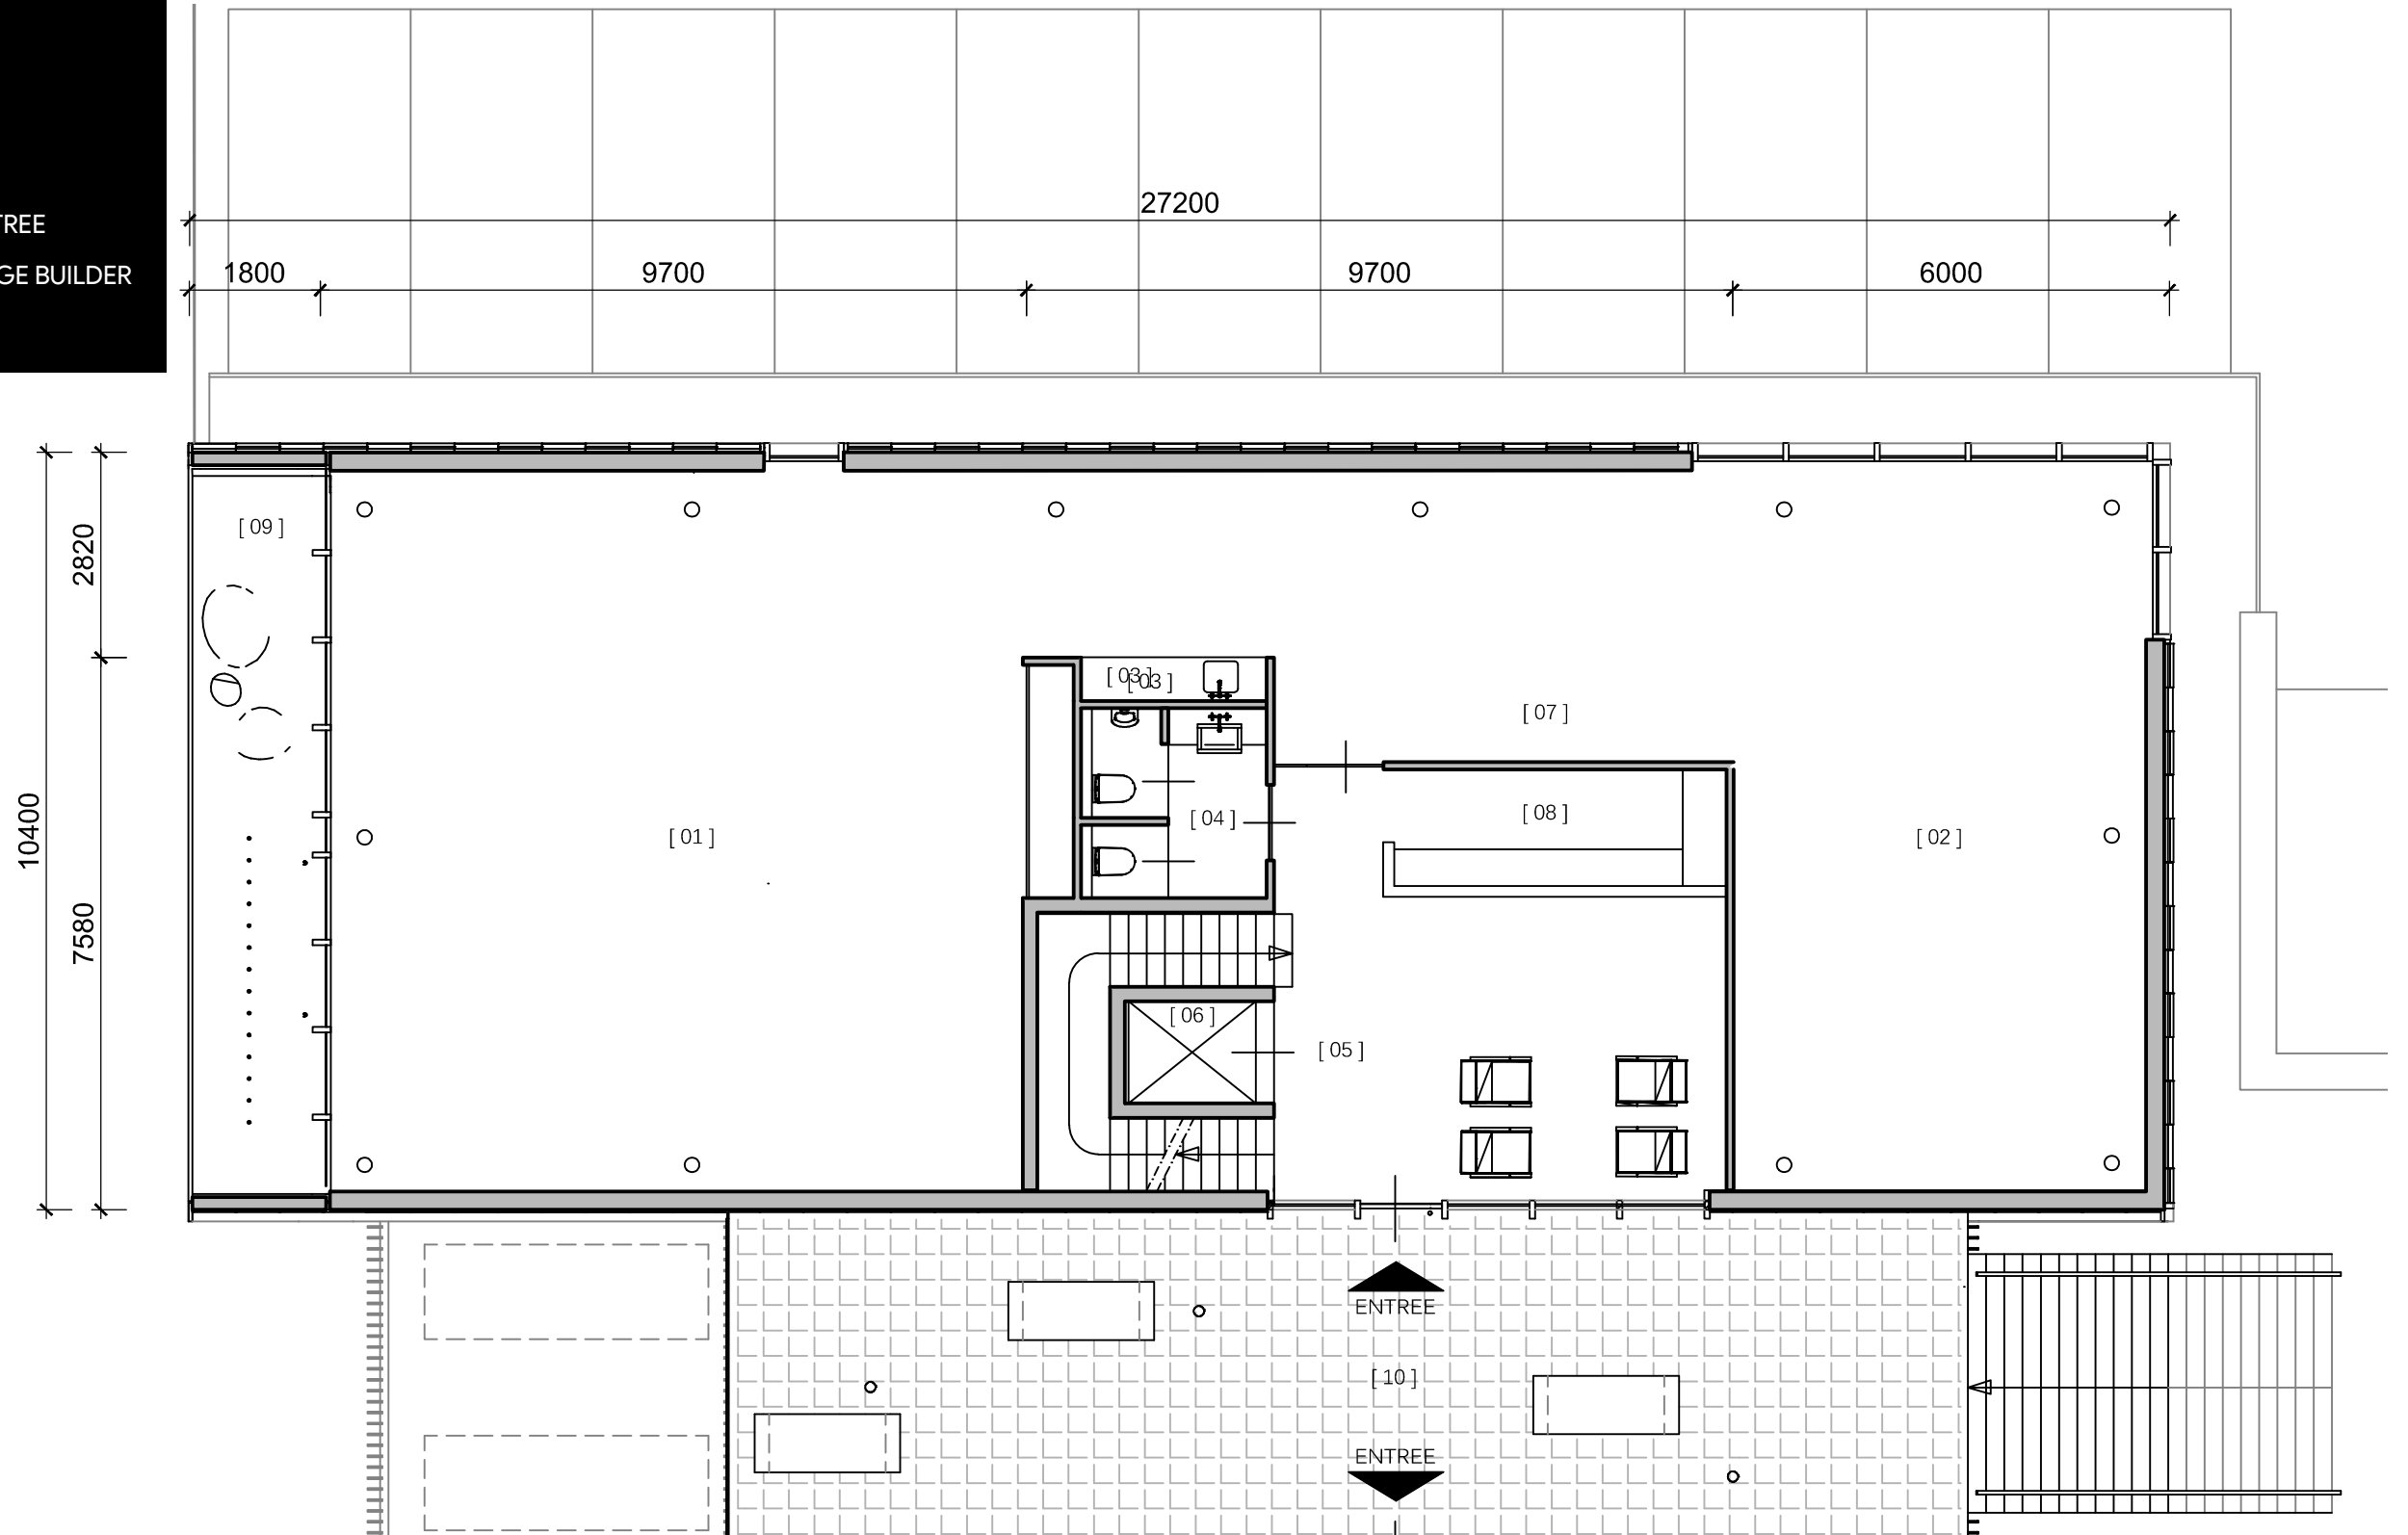 TREE
GE BUILDER
27200
1800
9700
9700
6000
2820
10400
7580
[ 09 ]
[ 03 ]
[ 03 ]
[ 07 ]
[ 01 ]
[ 04 ]
[ 08 ]
[ 02 ]
[ 06 ]
[ 05 ]
ENTREE
[ 10 ]
ENTREE